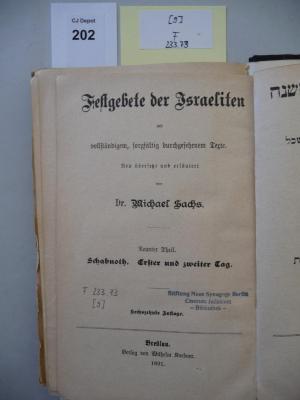 CJ Depot
202
[9]
F
233.73
Festgebete der Israeliten
mit
vollständigem, sorgfältig durchgesehenem Texte.
Neu übersetzt und erläutert
von
Dr. Michael Sachs.
Neunter Theil.
Schabuoth. Erster und zweiter Tag.
F 233.73
[9]
Stiftung Neue Synagoge Berlin
Centrum Judaicum
- Bibliothek -
Sechszehnte Auflage.
Breslau.
Verlag von Wilhelm Koebner.
1891.